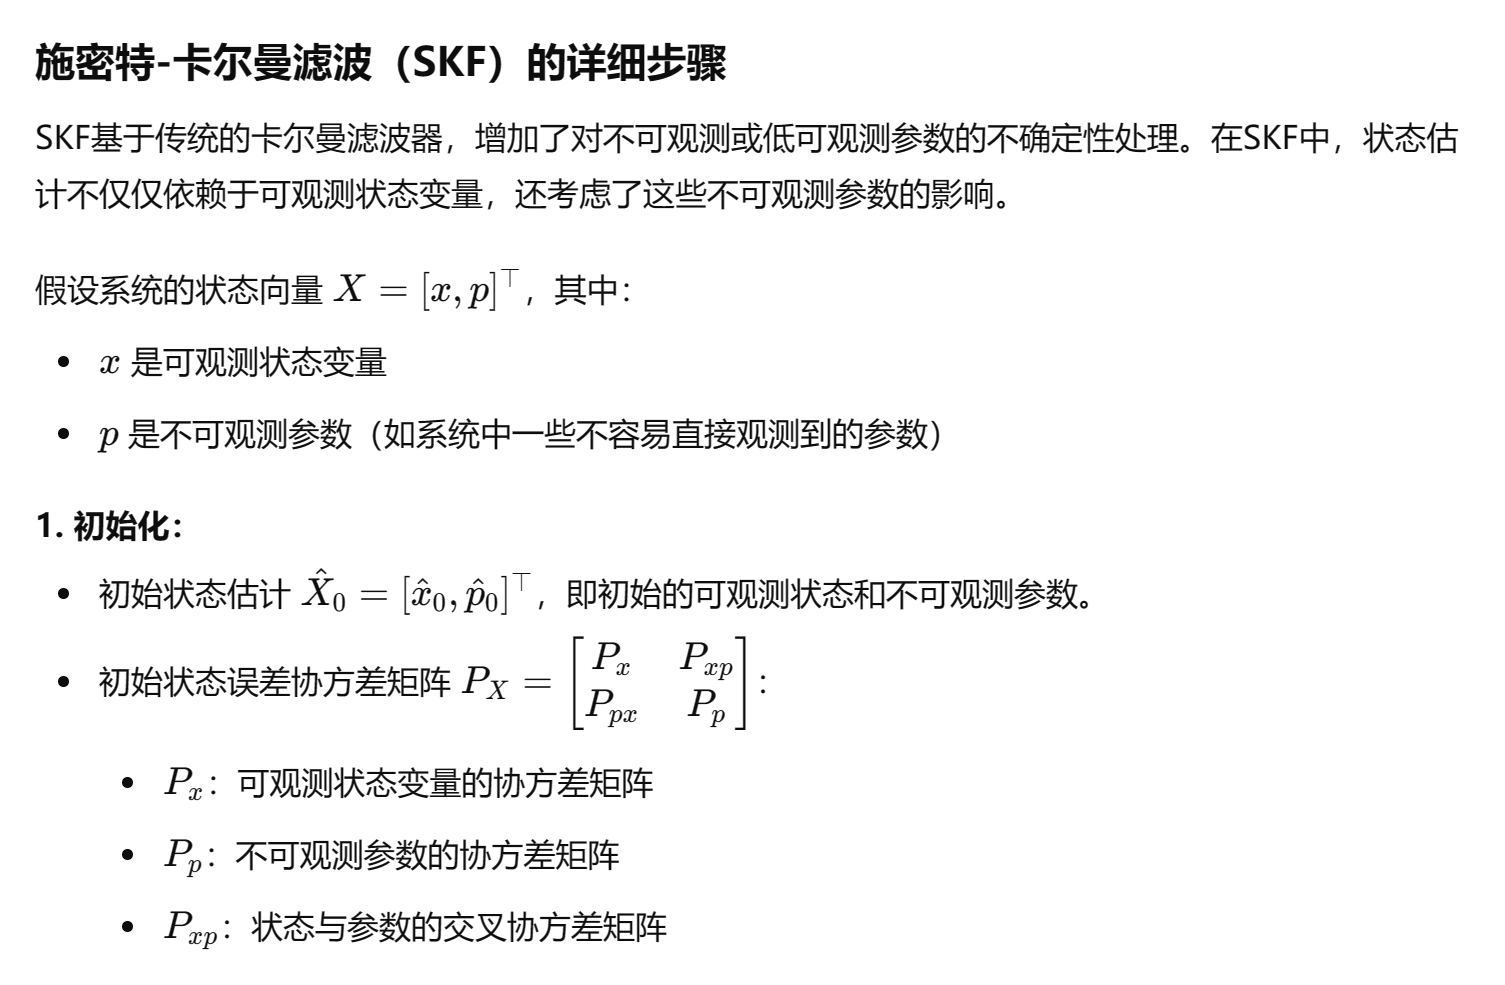 施密特-卡尔曼滤波（SKF）的详细步骤
SKF基于传统的卡尔曼滤波器，增加了对不可观测或低可观测参数的不确定性处理。在SKF中，状态估
计不仅仅依赖于可观测状态变量，还考虑了这些不可观测参数的影响。
假设系统的状态向量 $X = [x, p]^\top$，其中：
• $x$ 是可观测状态变量
• $p$ 是不可观测参数（如系统中一些不容易直接观测到的参数）
1. 初始化：
• 初始状态估计 $\hat{X}_0 = [\hat{x}_0, \hat{p}_0]^\top$，即初始的可观测状态和不可观测参数。
• 初始状态误差协方差矩阵 $P_X = \begin{bmatrix} P_x & P_{xp} \\ P_{px} & P_p \end{bmatrix}$：
• $P_x$：可观测状态变量的协方差矩阵
• $P_p$：不可观测参数的协方差矩阵
• $P_{xp}$：状态与参数的交叉协方差矩阵